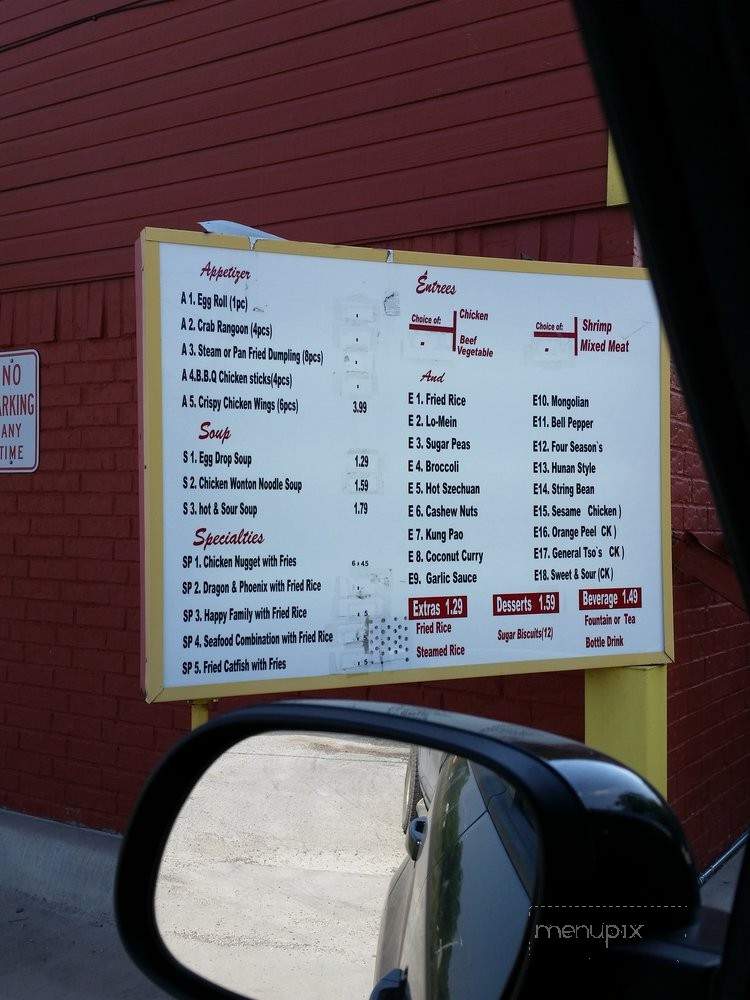 NO
ARKING
ANY
TIME
Appetizer
A 1. Egg Roll (1pc)
A 2. Crab Rangoon (4pcs)
A 3. Steam or Pan Fried Dumpling (8pcs)
A 4.B.B.Q Chicken sticks(4pcs)
A 5. Crispy Chicken Wings (6pcs) 3.99
Soup
S 1. Egg Drop Soup 1.29
S 2. Chicken Wonton Noodle Soup 1.59
S 3. hot & Sour Soup 1.79
Specialties
SP 1. Chicken Nugget with Fries
SP 2. Dragon & Phoenix with Fried Rice
SP 3. Happy Family with Fried Rice
SP 4. Seafood Combination with Fried Rice
SP 5. Fried Catfish with Fries
Entrees
Choice of:
Chicken
Beef
Vegetable
Choice of:
Shrimp
Mixed Meat
And
E 1. Fried Rice
E 2. Lo-Mein
E 3. Sugar Peas
E 4. Broccoli
E 5. Hot Szechuan
E 6. Cashew Nuts
E 7. Kung Pao
E 8. Coconut Curry
E9. Garlic Sauce
E10. Mongolian
E11. Bell Pepper
E12. Four Season`s
E13. Hunan Style
E14. String Bean
E15. Sesame Chicken )
E16. Orange Peel CK )
E17. General Tso`s CK )
E18. Sweet & Sour (CK )
Extras 1.29
Fried Rice
Steamed Rice
Desserts 1.59
Sugar Biscuits(12)
Beverage 1.49
Fountain or Tea
Bottle Drink
menupix